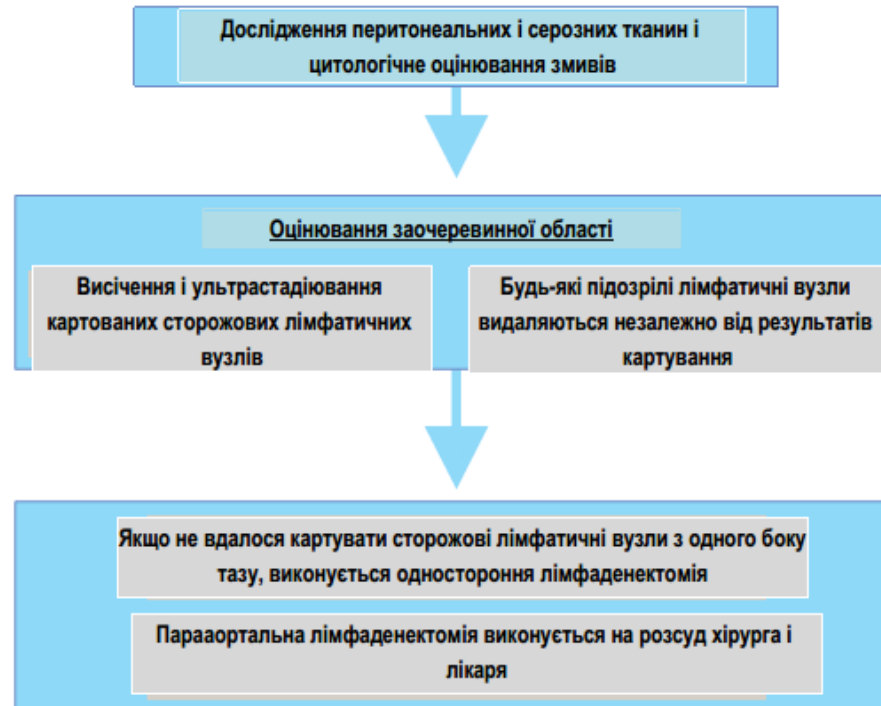 Дослідження перитонеальних і серозних тканин і
цитологічне оцінювання змивів
Оцінювання заочеревинної області
Висічення і ультрастадіювання
картованих сторожових лімфатичних
вузлів
Будь-які підозрілі лімфатичні вузли
видаляються незалежно від результатів
картування
Якщо не вдалося картувати сторожові лімфатичні вузли з одного боку
тазу, виконується одностороння лімфаденектомія
Парааортальна лімфаденектомія виконується на розсуд хірурга і
лікаря